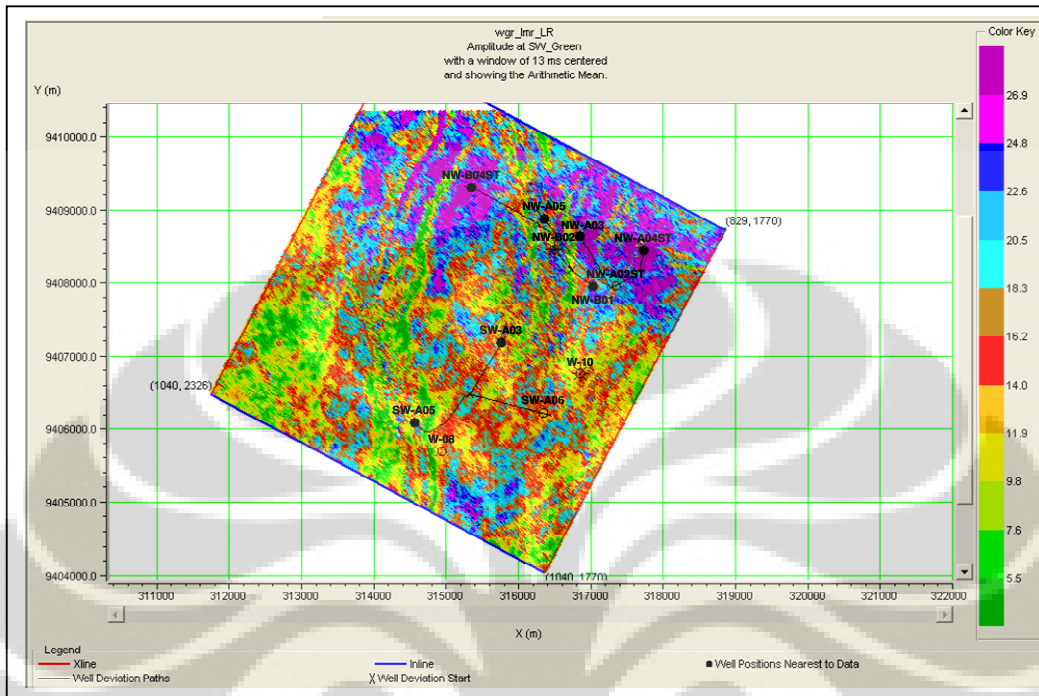 wgr_lmr_LR
Amplitude at SW_Green
with a window of 13 ms centered
and showing the Arithmetic Mean.
Color Key
Y (m)
26.9
24.8
22.6
20.5
18.3
16.2
14.0
11.9
9.8
7.6
5.5
9410000.0
9409000.0
9408000.0
9407000.0
9406000.0
9405000.0
9404000.0
(829, 1770)
(1040, 2326)
(1040, 1770)
NW-B04ST
NW-A05
NW-A03
NW-B02
NW-A04ST
NW-A02ST
NW-B01
SW-A03
W-10
SW-A06
SW-A05
W-08
311000 312000 313000 314000 315000 316000 317000 318000 319000 320000 321000 322000
X (m)
Legend
Xline Inline Well Positions Nearest to Data
Well Deviation Paths X Well Deviation Start